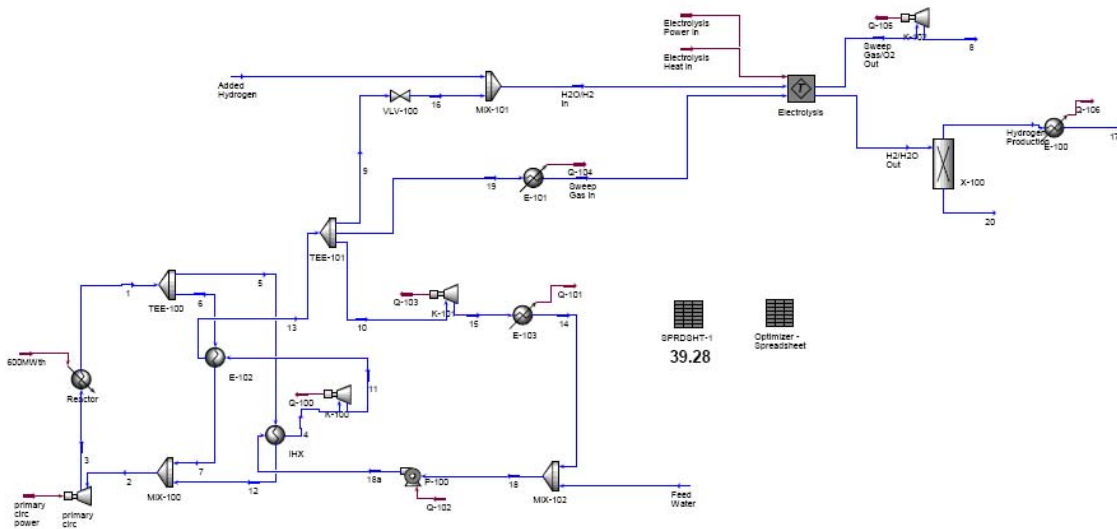 Electrolysis
Power In
Electrolysis
Heat In
Q-105
K-102
Sweep
Gas/O2
Out
8
Added
Hydrogen
VLV-100
16
MIX-101
H2O/H2
In
Electrolysis
Q-106
Hydrogen
Production
E-100
17
H2/H2O
Out
X-100
20
9
19
E-101
Q-104
Sweep
Gas In
TEE-101
1
TEE-100
5
6
13
10
Q-103
K-101
15
Q-101
E-103
14
SPRDSHT-1
39.28
Optimizer -
Spreadsheet
600MWth
Reactor
E-102
11
Q-100
K-100
4
IHX
3
2
7
MIX-100
12
18a
P-100
Q-102
18
MIX-102
Feed
Water
primary
circ
power
primary
circ